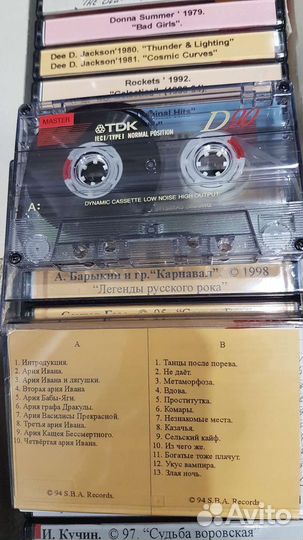 Donna Summer ' 1979.
"Bad Girls".
Dee D. Jackson'1980. "Thunder & Lighting"
Dee D. Jackson'1981. "Cosmic Curves"
Rockets ' 1992.
MASTER
TDK
IECI/TYPE I NORMAL POSITION
Hits"
D90
A:
DYNAMIC CASSETTE LOW NOISE HIGH OUTPUT
А. Барыкин и гр."Карнавал" © 1998
"Легенды русского рока"
A
1. Интродукция.
2. Ария Ивана.
3. Ария Ивана и лягушки.
4. Вторая ария Ивана.
5. Ария Бабы-Яги.
6. Ария графа Дракулы.
7. Ария Василисы Прекрасной.
8. Третья ария Ивана.
9. Ария Кащея Бессмертного.
10. Четвёртая ария Ивана.
© 94 S.B.A. Records.
B
1. Танцы после порева.
2. Не даёт.
3. Метаморфоза.
4. Вдова.
5. Проститутка.
6. Комары.
7. Незнакомые места.
8. Казачья.
9. Сельский кайф.
10. Из чего же.
11. Богатые тоже плачут.
12. Укус вампира.
13. Злая ночь.
© 94 S.B.A. Records.
И. Кучин. © 97. "Судьба воровская
Avito